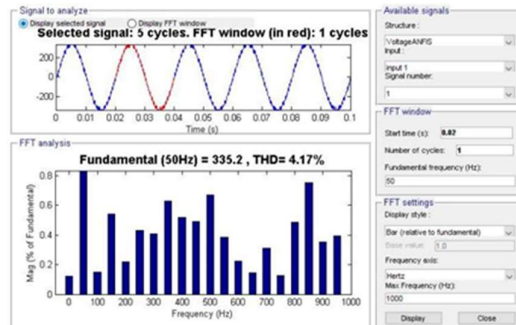 Signal to analyze
Display selected signal Display FFT window
Selected signal: 5 cycles. FFT window (in red): 1 cycles
200
0
-200
0 0.01 0.02 0.03 0.04 0.05 0.06 0.07 0.08 0.09 0.1
Time (s)
FFT analysis
Fundamental (50Hz) = 335.2 , THD= 4.17%
Mag (% of Fundamental)
0.8
0.6
0.4
0.2
0
0 100 200 300 400 500 600 700 800 900 1000
Frequency (Hz)
Available signals
Structure :
VoltageANFIS
Input :
input 1
Signal number:
1
FFT window
Start time (s): 0.02
Number of cycles: 1
Fundamental frequency (Hz):
50
FFT settings
Display style :
Bar (relative to fundamental)
Base value: 1.0
Frequency axis:
Hertz
Max Frequency (Hz):
1000
Display Close